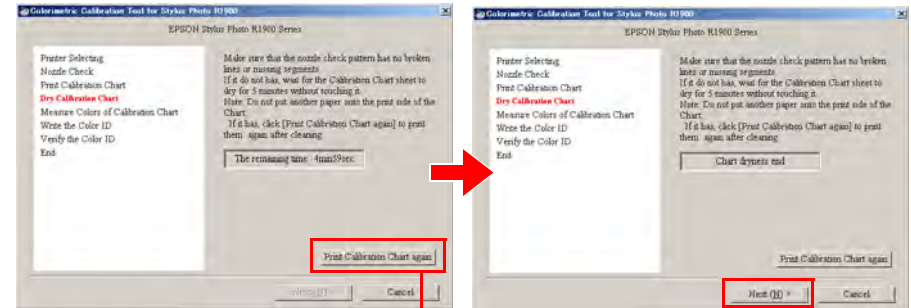 Colorimetric Calibration Tool for Stylus Photo R1900
EPSON Stylus Photo R1900 Series
Printer Selecting
Nozzle Check
Print Calibration Chart
Dry Calibration Chart
Measure Colors of Calibration Chart
Write the Color ID
Verify the Color ID
End
Make sure that the nozzle check pattern has no broken
lines or missing segments.
If it do not has, wait for the Calibration Chart sheet to
dry for 5 minutes without touching it.
Note: Do not put another paper onto the print side of the
Chart.
If it has, click [Print Calibration Chart again] to print
them again after cleaning.
The remaining time 4min59sec
Print Calibration Chart again
Next (N) >
Cancel
Colorimetric Calibration Tool for Stylus Photo R1900
EPSON Stylus Photo R1900 Series
Printer Selecting
Nozzle Check
Print Calibration Chart
Dry Calibration Chart
Measure Colors of Calibration Chart
Write the Color ID
Verify the Color ID
End
Make sure that the nozzle check pattern has no broken
lines or missing segments.
If it do not has, wait for the Calibration Chart sheet to
dry for 5 minutes without touching it.
Note: Do not put another paper onto the print side of the
Chart.
If it has, click [Print Calibration Chart again] to print
them again after cleaning.
Chart dryness end
Print Calibration Chart again
Next (N) >
Cancel